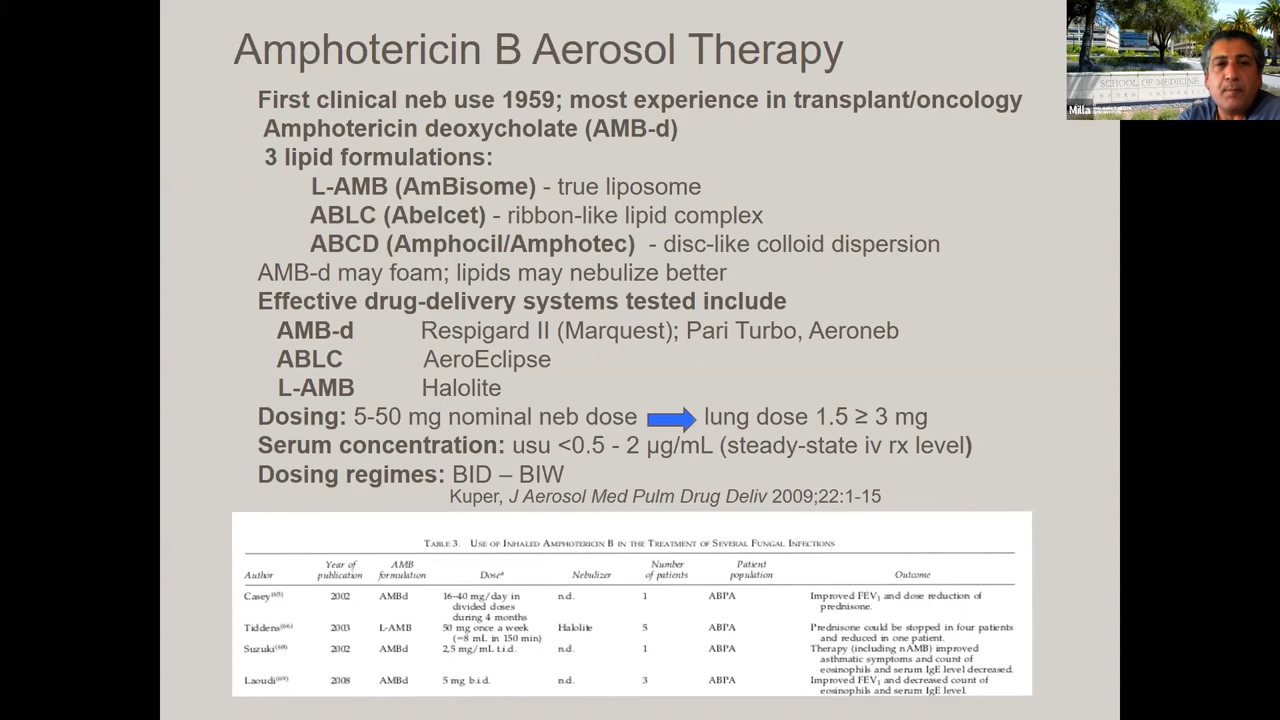 Amphotericin B Aerosol Therapy
First clinical neb use 1959; most experience in transplant/oncology
Amphotericin deoxycholate (AMB-d)
3 lipid formulations:
L-AMB (AmBisome) - true liposome
ABLC (Abelcet) - ribbon-like lipid complex
ABCD (Amphocil/Amphotec) - disc-like colloid dispersion
AMB-d may foam; lipids may nebulize better
Effective drug-delivery systems tested include
AMB-d Respigard II (Marquest); Pari Turbo, Aeroneb
ABLC AeroEclipse
L-AMB Halolite
Dosing: 5-50 mg nominal neb dose lung dose 1.5 ≥ 3 mg
Serum concentration: usu <0.5 - 2 µg/mL (steady-state iv rx level)
Dosing regimes: BID – BIW
Kuper, J Aerosol Med Pulm Drug Deliv 2009;22:1-15
TABLE 3. USE OF INHALED AMPHOTERICIN B IN THE TREATMENT OF SEVERAL FUNGAL INFECTIONS
Author Year of publication AMB formulation Doseᵃ Nebulizer Number of patients Patient population Outcome
Casey(65) 2002 AMBd 16–40 mg/day in divided doses during 4 months n.d. 1 ABPA Improved FEV₁ and dose reduction of prednisone.
Tiddens(66) 2003 L-AMB 50 mg once a week (=8 mL in 150 min) Halolite 5 ABPA Prednisone could be stopped in four patients and reduced in one patient.
Suzuki(68) 2002 AMBd 2,5 mg/mL t.i.d. n.d. 1 ABPA Therapy (including nAMB) improved asthmatic symptoms and count of eosinophils and serum IgE level decreased.
Laoudi(69) 2008 AMBd 5 mg b.i.d. n.d. 3 ABPA Improved FEV₁ and decreased count of eosinophils and serum IgE level.
SCHOOL OF MEDICINE
Milla